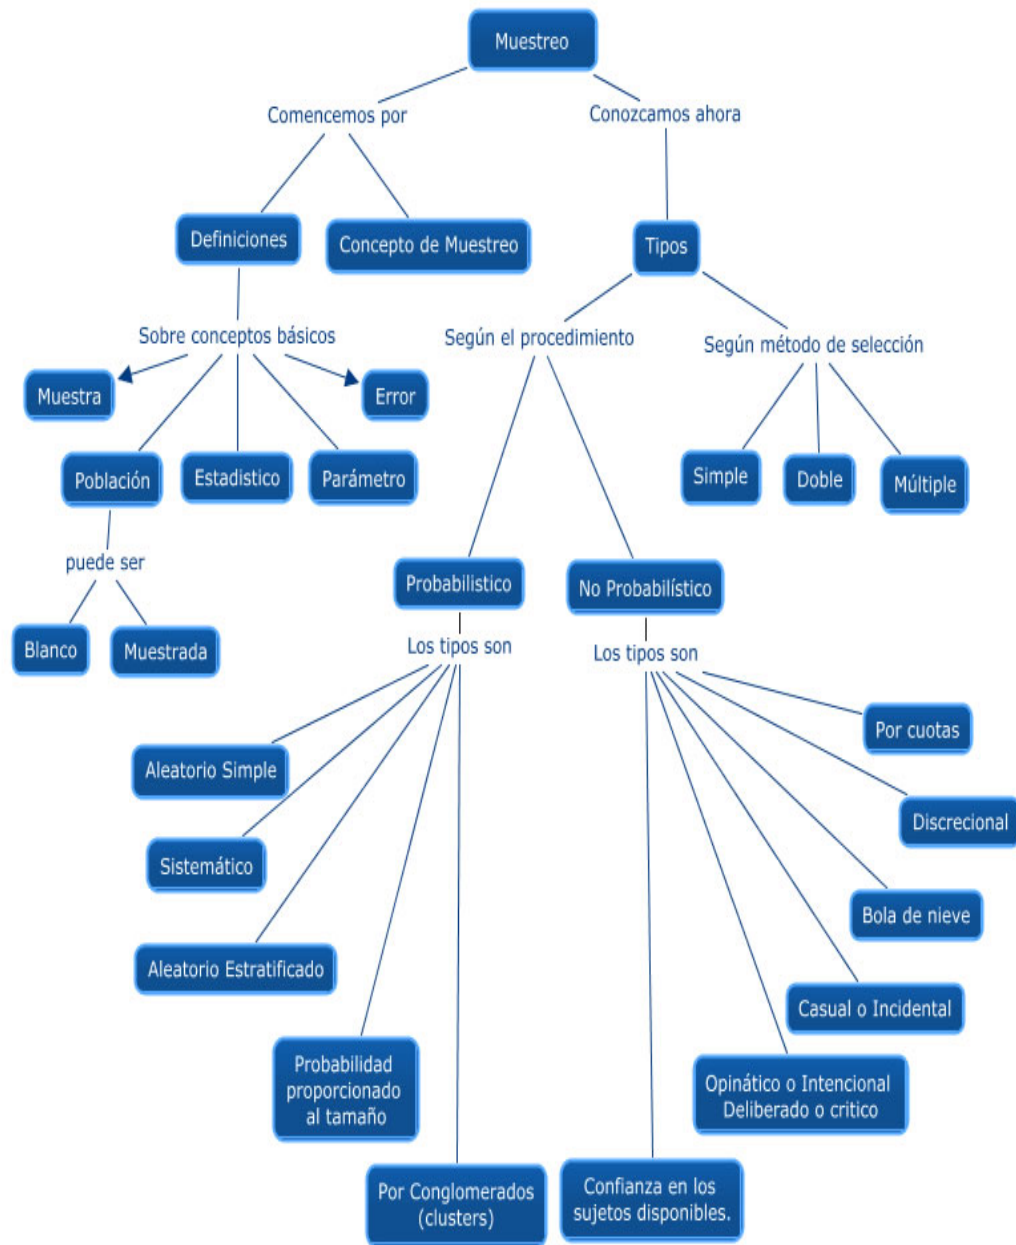 Muestreo
Comencemos por
Conozcamos ahora
Definiciones
Concepto de Muestreo
Tipos
Sobre conceptos básicos
Según el procedimiento
Según método de selección
Muestra
Error
Población
Estadistico
Parámetro
Simple
Doble
Múltiple
puede ser
Blanco
Muestrada
Probabilistico
No Probabilístico
Los tipos son
Los tipos son
Aleatorio Simple
Sistemático
Aleatorio Estratificado
Probabilidad
proporcionado
al tamaño
Por Conglomerados
(clusters)
Por cuotas
Discrecional
Bola de nieve
Casual o Incidental
Opinático o Intencional
Deliberado o critico
Confianza en los
sujetos disponibles.